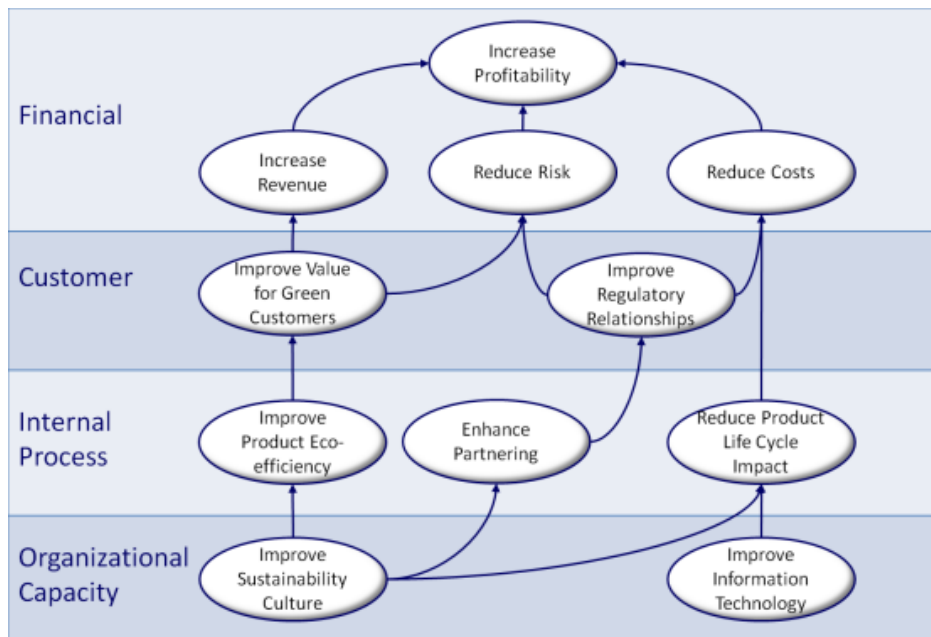 Increase
Profitability
Financial
Increase
Revenue
Reduce Risk
Reduce Costs
Customer
Improve Value
for Green
Customers
Improve
Regulatory
Relationships
Internal
Process
Improve
Product Eco-
efficiency
Enhance
Partnering
Reduce Product
Life Cycle
Impact
Organizational
Capacity
Improve
Sustainability
Culture
Improve
Information
Technology